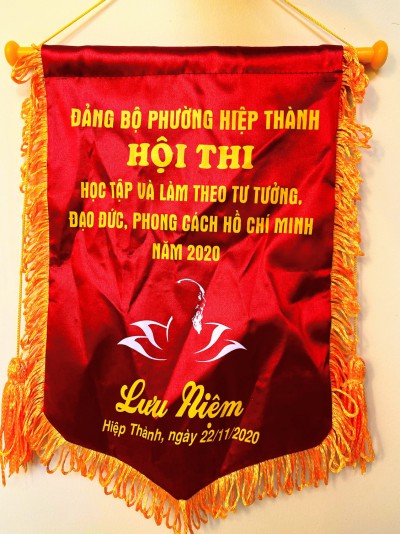 ĐẢNG BỘ PHƯỜNG HIỆP THÀNH
HỘI THI
HỌC TẬP VÀ LÀM THEO TƯ TƯỞNG,
ĐẠO ĐỨC, PHONG CÁCH HỒ CHÍ MINH
NĂM 2020
Lưu Niệm
Hiệp Thành, ngày 22/11/2020